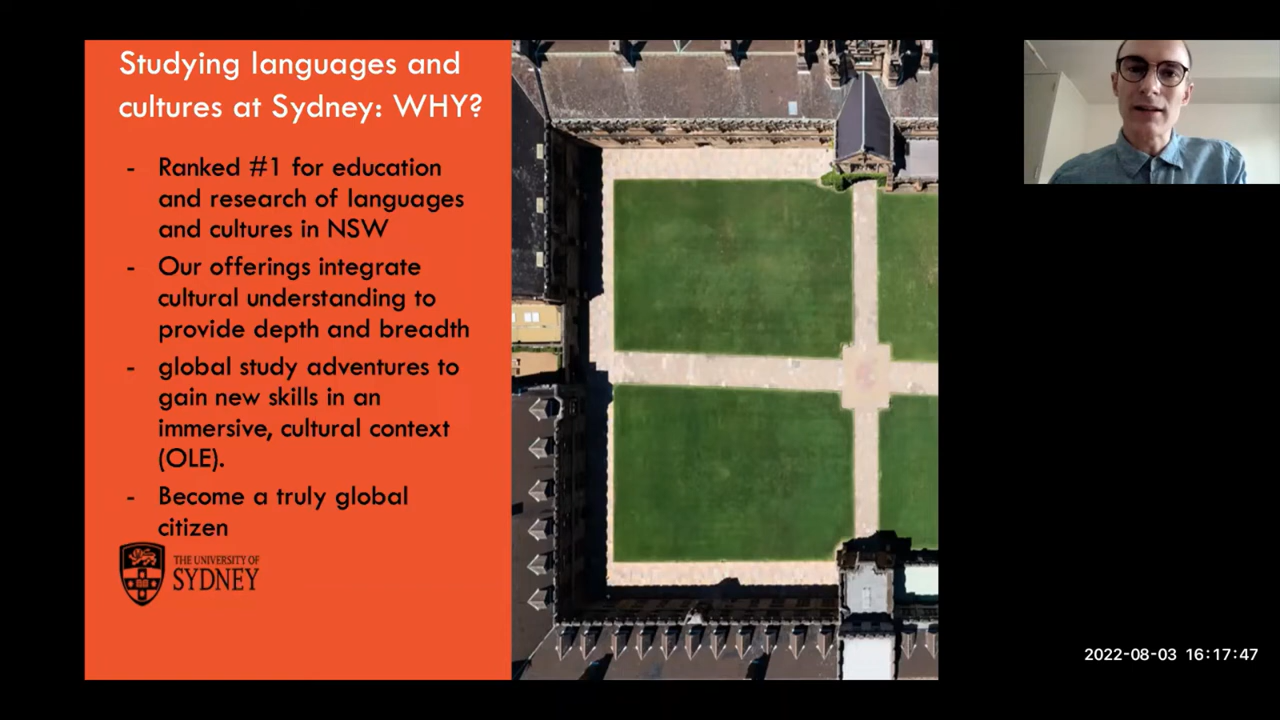 Studying languages and
cultures at Sydney: WHY?
- Ranked #1 for education
and research of languages
and cultures in NSW
- Our offerings integrate
cultural understanding to
provide depth and breadth
- global study adventures to
gain new skills in an
immersive, cultural context
(OLE).
- Become a truly global
citizen
THE UNIVERSITY OF
SYDNEY
2022-08-03 16:17:47